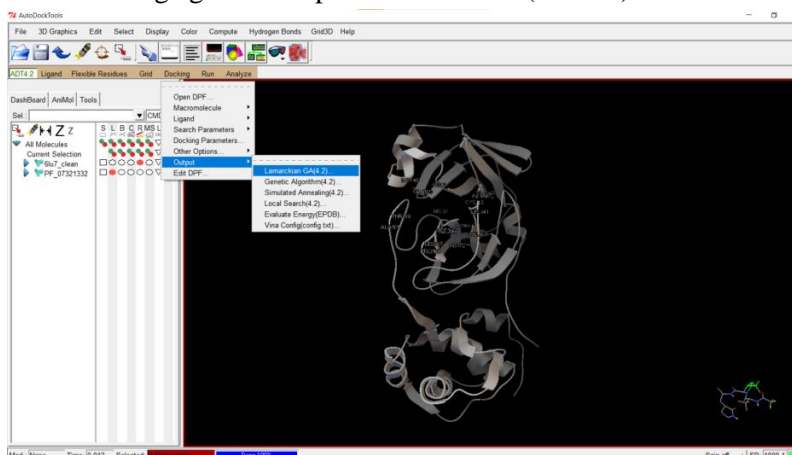 AutoDockTools
File 3D Graphics Edit Select Display Color Compute Hydrogen Bonds Grid3D Help
ADT4.2 Ligand Flexible Residues Grid Docking Run Analyze
DashBoard AniMol Tools
Sel.: CMD
S L B C R MS L
All Molecules
Current Selection
6lu7_clean
PF_07321332
Open DPF...
Macromolecule
Ligand
Search Parameters
Docking Parameters...
Other Options...
Output
Edit DPF...
Lamarckian GA(4.2)...
Genetic Algorithm(4.2)...
Simulated Annealing(4.2)...
Local Search(4.2)...
Evaluate Energy(EPDB)...
Vina Config(config.txt)...